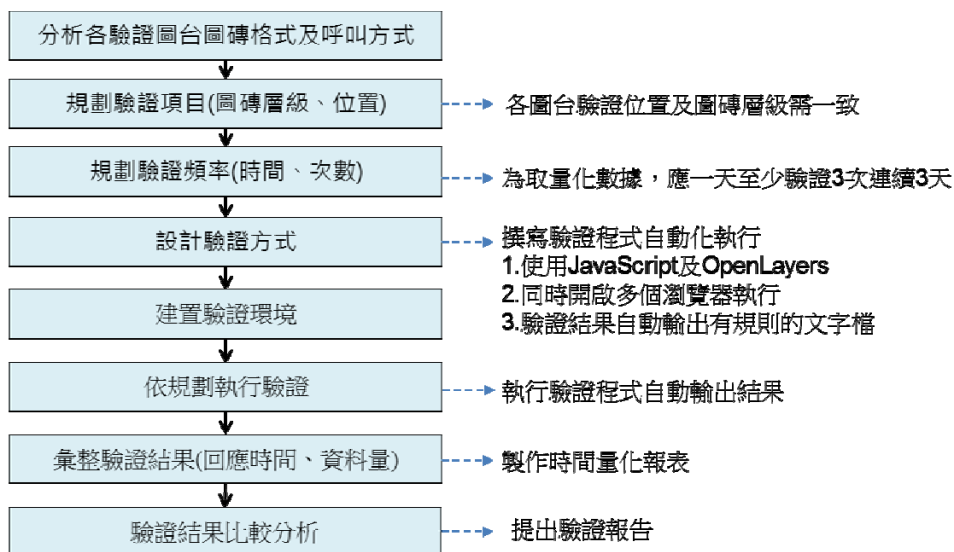 分析各驗證圖台圖磚格式及呼叫方式
規劃驗證項目(圖磚層級、位置)
各圖台驗證位置及圖磚層級需一致
規劃驗證頻率(時間、次數)
為取量化數據，應一天至少驗證3次連續3天
設計驗證方式
撰寫驗證程式自動化執行
1.使用JavaScript及OpenLayers
2.同時開啟多個瀏覽器執行
3.驗證結果自動輸出有規則的文字檔
建置驗證環境
依規劃執行驗證
執行驗證程式自動輸出結果
彙整驗證結果(回應時間、資料量)
製作時間量化報表
驗證結果比較分析
提出驗證報告